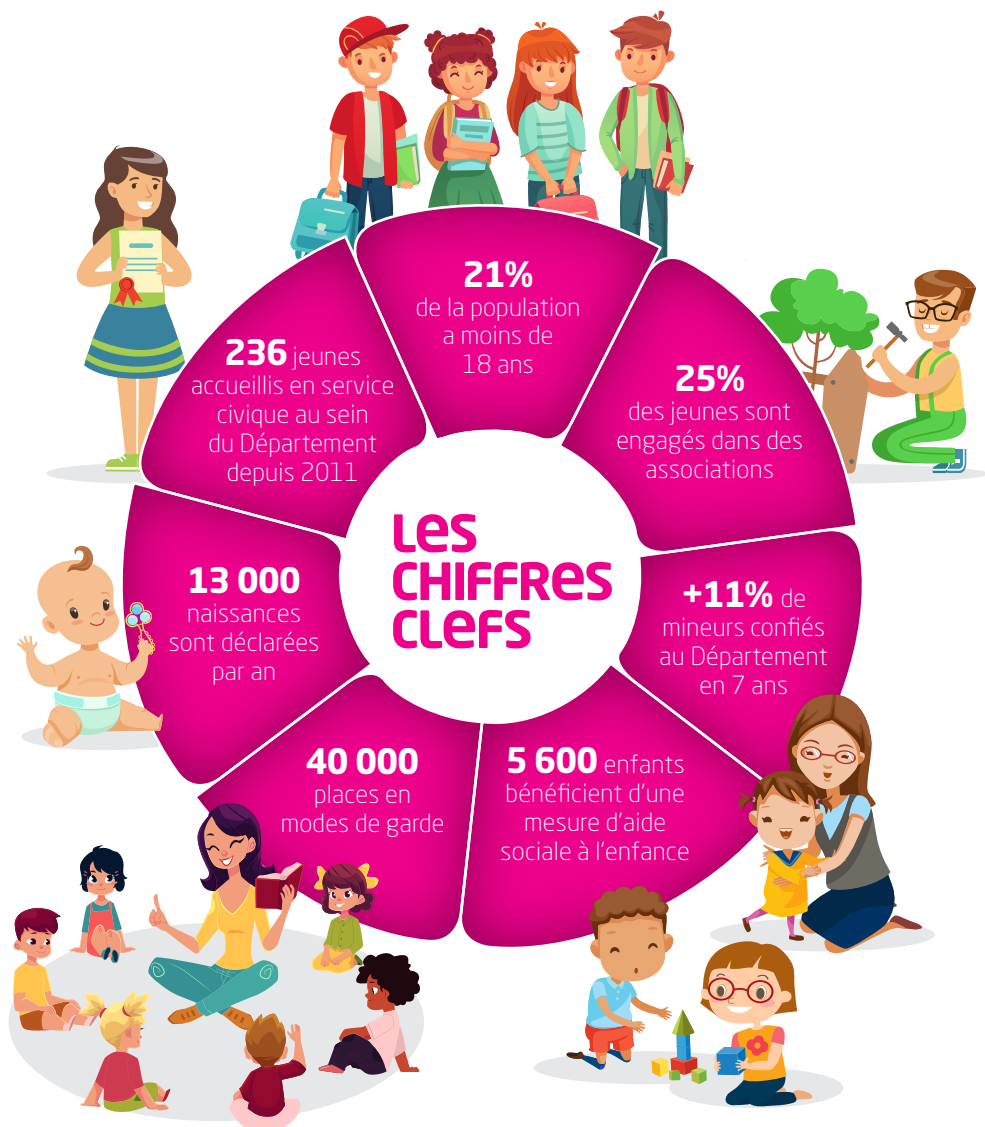 21%
de la population
a moins de
18 ans
25%
des jeunes sont
engagés dans des
associations
+11% de
mineurs confiés
au Département
en 7 ans
5 600 enfants
bénéficient d'une
mesure d'aide
sociale à l'enfance
40 000
places en
modes de garde
13 000
naissances
sont déclarées
par an
236 jeunes
accueillis en service
civique au sein
du Département
depuis 2011
Les
CHIFFRes
CLeFS